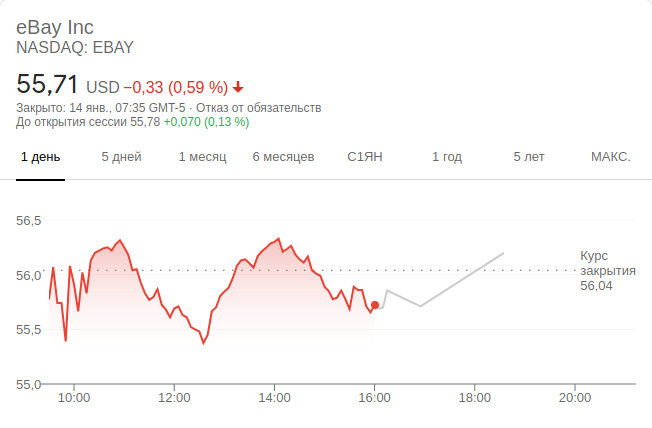 eBay Inc
NASDAQ: EBAY
55,71 USD −0,33 (0,59 %)
Закрыто: 14 янв., 07:35 GMT-5 · Отказ от обязательств
До открытия сессии 55,78 +0,070 (0,13 %)
1 день 5 дней 1 месяц 6 месяцев С1ЯН 1 год 5 лет МАКС.
56,5
56,0
55,5
55,0
Курс
закрытия
56,04
10:00 12:00 14:00 16:00 18:00 20:00